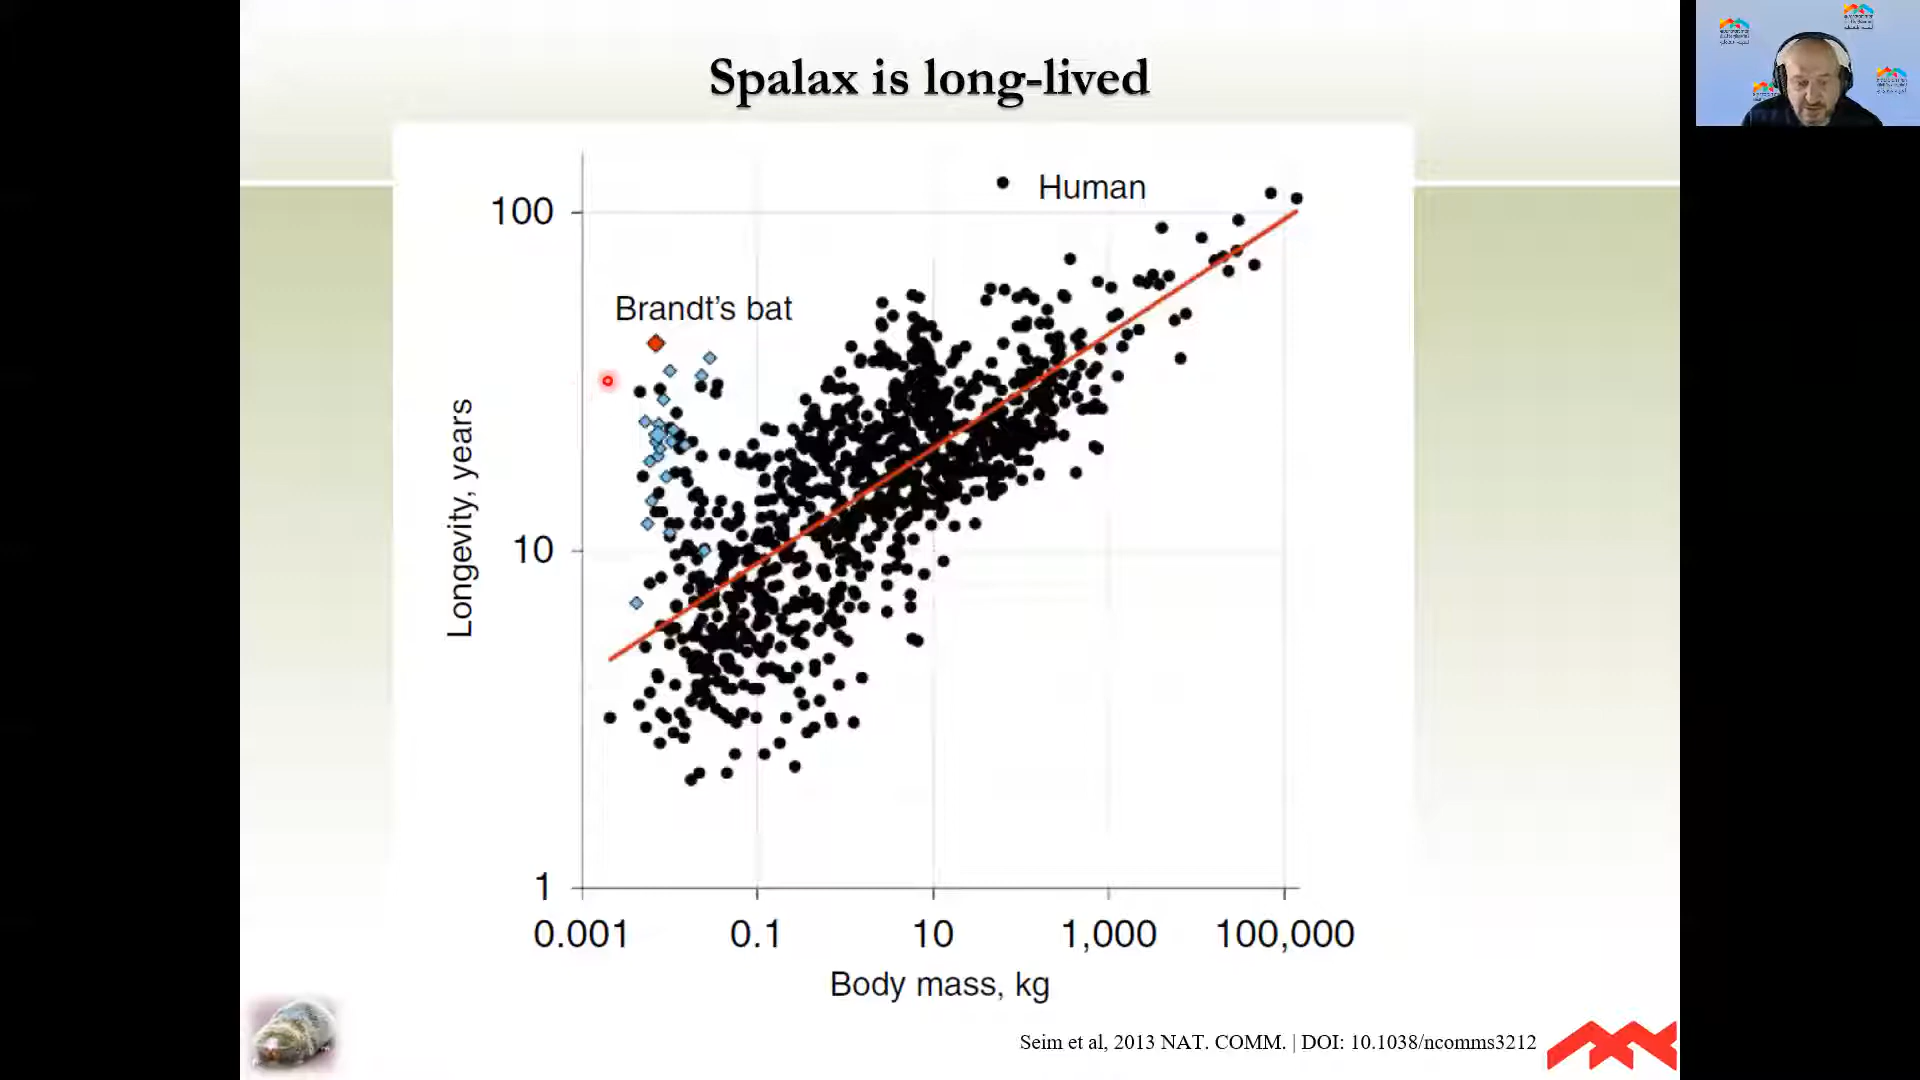 Spalax is long-lived
Human
100
Brandt's bat
Longevity, years
10
1
0.001
0.1
10
1,000
100,000
Body mass, kg
Seim et al, 2013 NAT. COMM. | DOI: 10.1038/ncomms3212